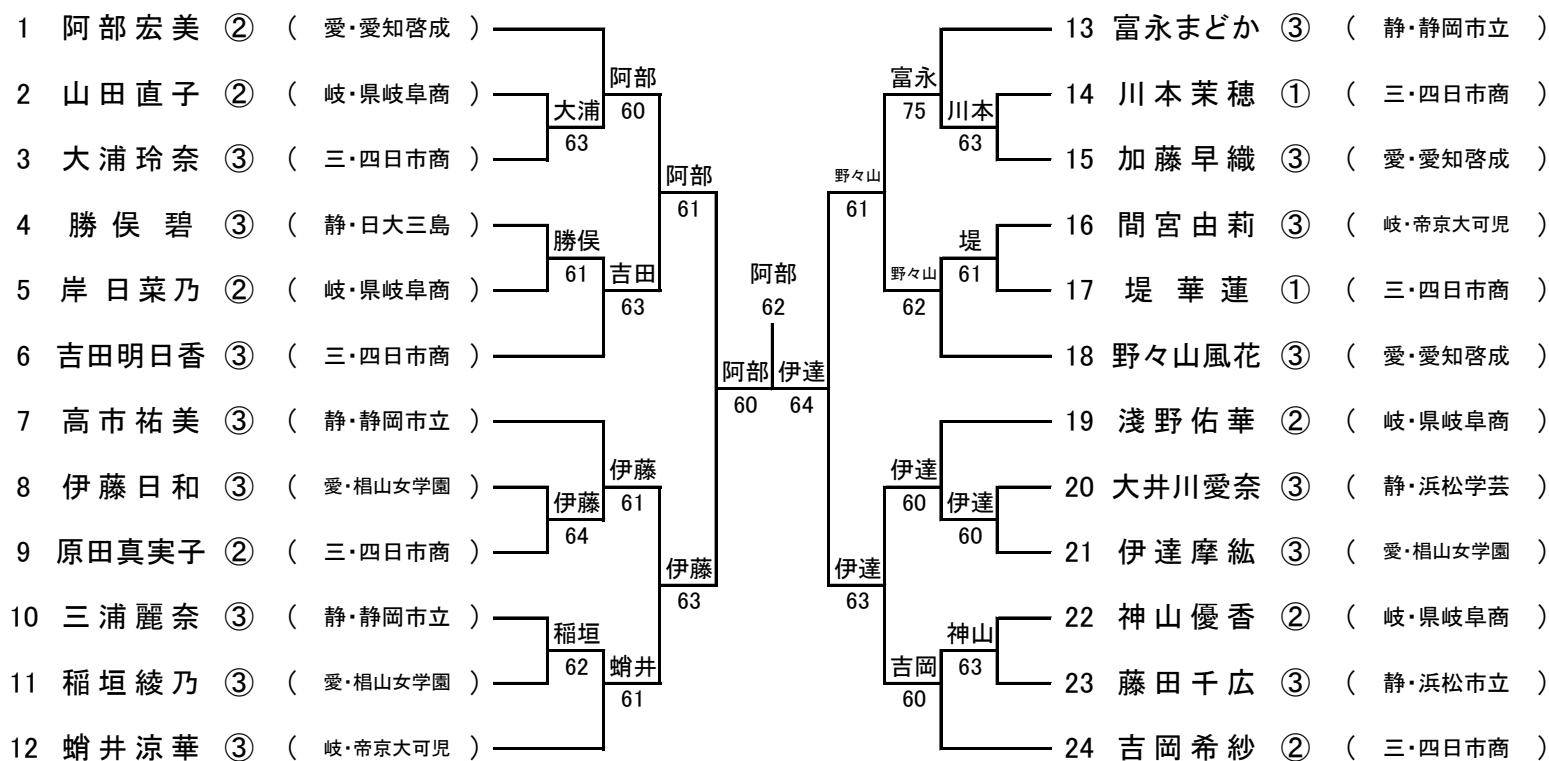 1 阿部宏美 ② （ 愛・愛知啓成 ）
2 山田直子 ② （ 岐・県岐阜商 ）
3 大浦玲奈 ③ （ 三・四日市商 ）
4 勝俣 碧 ③ （ 静・日大三島 ）
5 岸 日菜乃 ② （ 岐・県岐阜商 ）
6 吉田明日香 ③ （ 三・四日市商 ）
7 高市祐美 ③ （ 静・静岡市立 ）
8 伊藤日和 ③ （ 愛・椙山女学園 ）
9 原田真実子 ② （ 三・四日市商 ）
10 三浦麗奈 ③ （ 静・静岡市立 ）
11 稲垣綾乃 ③ （ 愛・椙山女学園 ）
12 蛸井涼華 ③ （ 岐・帝京大可児 ）
大浦
63
勝俣
61
伊藤
64
稲垣
62
阿部
60
吉田
63
伊藤
61
蛸井
61
阿部
61
伊藤
63
阿部
60
阿部
62
伊達
64
野々山
61
伊達
63
富永
75
野々山
62
伊達
60
吉岡
60
川本
63
堤
61
伊達
60
神山
63
13 富永まどか ③ （ 静・静岡市立 ）
14 川本茉穂 ① （ 三・四日市商 ）
15 加藤早織 ③ （ 愛・愛知啓成 ）
16 間宮由莉 ③ （ 岐・帝京大可児 ）
17 堤 華蓮 ① （ 三・四日市商 ）
18 野々山風花 ③ （ 愛・愛知啓成 ）
19 淺野佑華 ② （ 岐・県岐阜商 ）
20 大井川愛奈 ③ （ 静・浜松学芸 ）
21 伊達摩紘 ③ （ 愛・椙山女学園 ）
22 神山優香 ② （ 岐・県岐阜商 ）
23 藤田千広 ③ （ 静・浜松市立 ）
24 吉岡希紗 ② （ 三・四日市商 ）